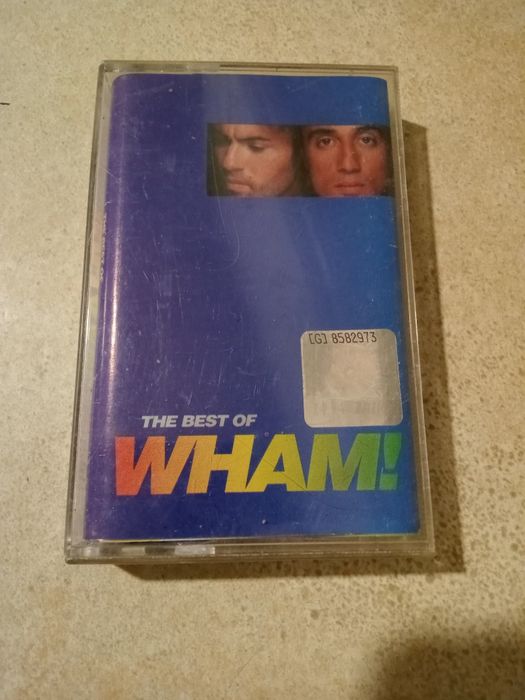 [G] 8582973
THE BEST OF
WHAM!